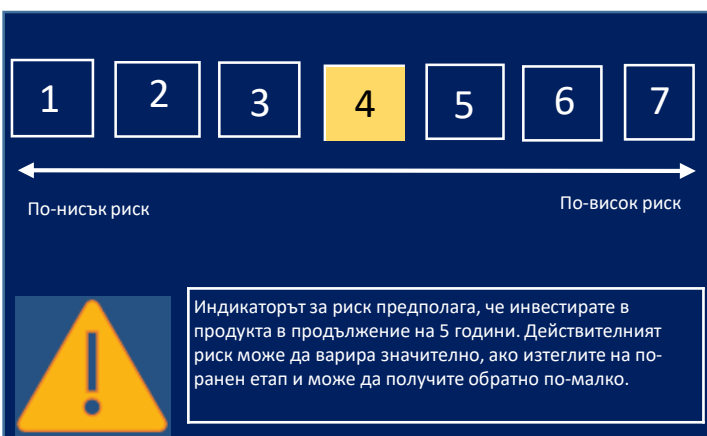 1 2 3 4 5 6 7
По-нисък риск По-висок риск
Индикаторът за риск предполага, че инвестирате в
продукта в продължение на 5 години. Действителният
риск може да варира значително, ако изтеглите на по-
ранен етап и може да получите обратно по-малко.